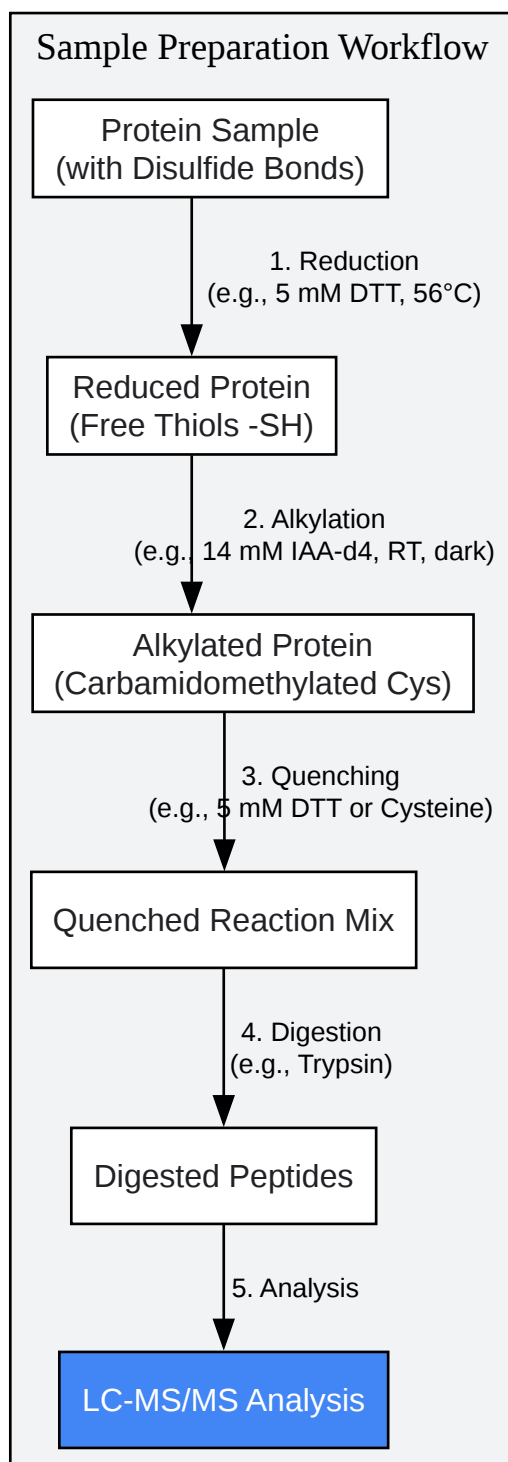 Sample Preparation Workflow
Protein Sample
(with Disulfide Bonds)
1. Reduction
(e.g., 5 mM DTT, 56°C)
Reduced Protein
(Free Thiols -SH)
2. Alkylation
(e.g., 14 mM IAA-d4, RT, dark)
Alkylated Protein
(Carbamidomethylated Cys)
3. Quenching
(e.g., 5 mM DTT or Cysteine)
Quenched Reaction Mix
4. Digestion
(e.g., Trypsin)
Digested Peptides
5. Analysis
LC-MS/MS Analysis